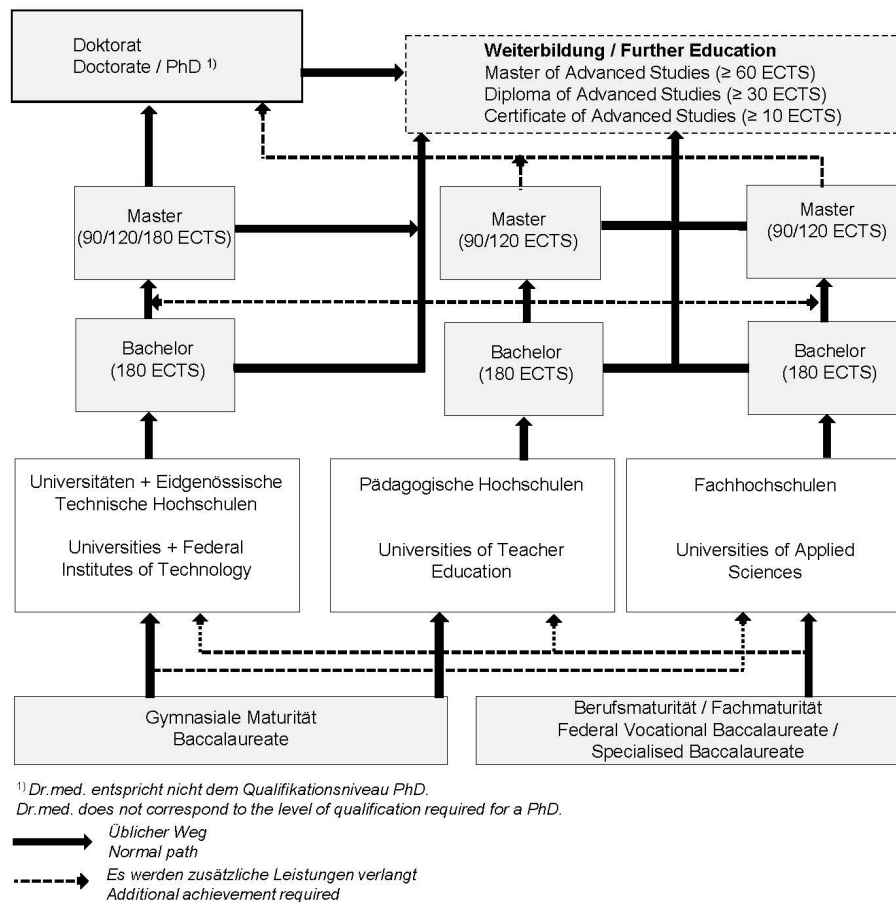 Doktorat
Doctorate / PhD 1)
Weiterbildung / Further Education
Master of Advanced Studies (≥ 60 ECTS)
Diploma of Advanced Studies (≥ 30 ECTS)
Certificate of Advanced Studies (≥ 10 ECTS)
Master
(90/120/180 ECTS)
Master
(90/120 ECTS)
Master
(90/120 ECTS)
Bachelor
(180 ECTS)
Bachelor
(180 ECTS)
Bachelor
(180 ECTS)
Universitäten + Eidgenössische
Technische Hochschulen
Universities + Federal
Institutes of Technology
Pädagogische Hochschulen
Universities of Teacher
Education
Fachhochschulen
Universities of Applied
Sciences
Gymnasiale Maturität
Baccalaureate
Berufsmaturität / Fachmaturität
Federal Vocational Baccalaureate /
Specialised Baccalaureate
1) Dr.med. entspricht nicht dem Qualifikationsniveau PhD.
Dr.med. does not correspond to the level of qualification required for a PhD.
Üblicher Weg
Normal path
Es werden zusätzliche Leistungen verlangt
Additional achievement required